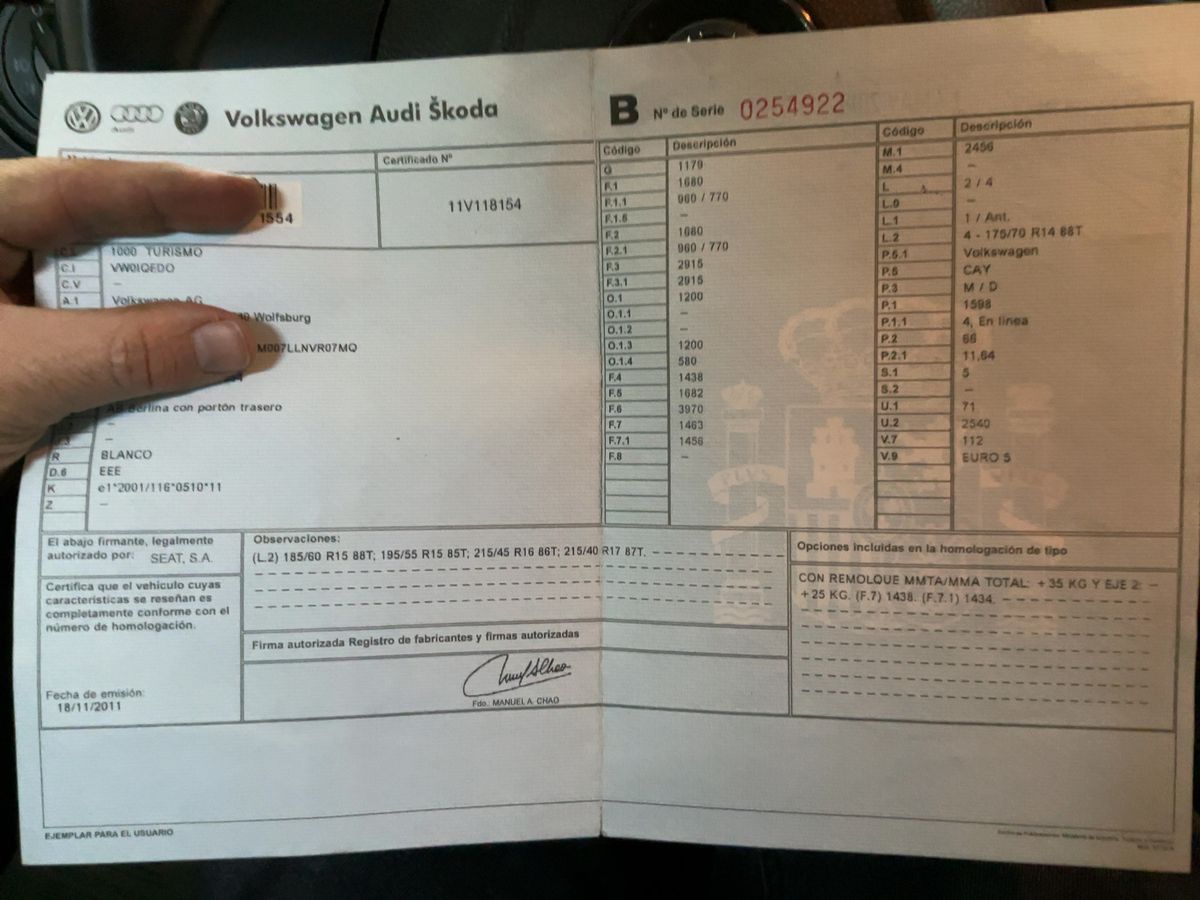 Volkswagen Audi Škoda
Audi
B Nº de Serie 0254922
Certificado Nº
11V118154
1554
1000 TURISMO
C.I VW0IQEDO
C.V –
A.1 Volkswagen AG
Wolfsburg
M007LLNVR07MQ
AB Berlina con portón trasero
–
–
R BLANCO
D.6 EEE
K e1*2001/116*0510*11
Z –
Código Descripción
G 1179
F.1 1680
F.1.1 960 / 770
F.1.5 –
F.2 1680
F.2.1 960 / 770
F.3 2915
F.3.1 2915
O.1 1200
O.1.1 –
O.1.2 –
O.1.3 1200
O.1.4 580
F.4 1438
F.5 1682
F.6 3970
F.7 1463
F.7.1 1456
F.8 –
Código Descripción
M.1 2456
M.4 –
L 2 / 4
L.0 –
L.1 1 / Ant.
L.2 4 - 175/70 R14 88T
P.5.1 Volkswagen
P.5 CAY
P.3 M / D
P.1 1598
P.1.1 4, En línea
P.2 66
P.2.1 11,64
S.1 5
S.2 –
U.1 71
U.2 2540
V.7 112
V.9 EURO 5
El abajo firmante, legalmente
autorizado por: SEAT, S.A.
Certifica que el vehículo cuyas
características se reseñan es
completamente conforme con el
número de homologación.
Fecha de emisión:
18/11/2011
Observaciones:
(L.2) 185/60 R15 88T; 195/55 R15 85T; 215/45 R16 86T; 215/40 R17 87T.
Firma autorizada Registro de fabricantes y firmas autorizadas
Fdo. MANUEL A. CHAO
Opciones incluidas en la homologación de tipo
CON REMOLQUE MMTA/MMA TOTAL: +35 KG Y EJE 2: –
+25 KG. (F.7) 1438. (F.7.1) 1434.
EJEMPLAR PARA EL USUARIO